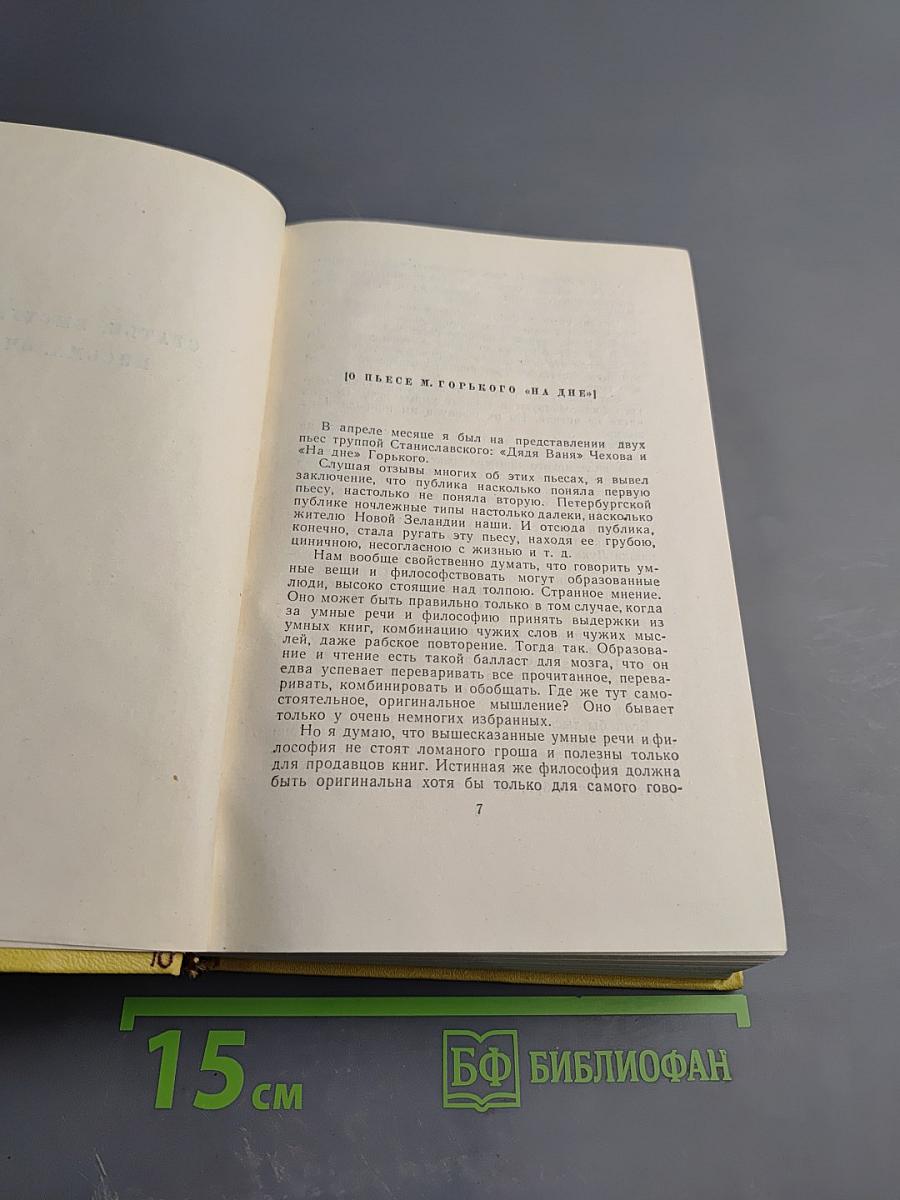 [О ПЬЕСЕ М. ГОРЬКОГО «НА ДНЕ»]
В апреле месяце я был на представлении двух
пьес труппой Станиславского: «Дядя Ваня» Чехова и
«На дне» Горького.
Слушая отзывы многих об этих пьесах, я вывел
заключение, что публика насколько поняла первую
пьесу, настолько не поняла вторую. Петербургской
публике ночлежные типы настолько далеки, насколько
жителю Новой Зеландии наши. И отсюда публика,
конечно, стала ругать эту пьесу, находя ее грубою,
циничною, несогласною с жизнью и т. д.
Нам вообще свойственно думать, что говорить ум-
ные вещи и философствовать могут образованные
люди, высоко стоящие над толпою. Странное мнение.
Оно может быть правильно только в том случае, когда
за умные речи и философию принять выдержки из
умных книг, комбинацию чужих слов и чужих мыс-
лей, даже рабское повторение. Тогда так. Образова-
ние и чтение есть такой балласт для мозга, что он
едва успевает переваривать все прочитанное, перева-
ривать, комбинировать и обобщать. Где же тут само-
стоятельное, оригинальное мышление? Оно бывает
только у очень немногих избранных.
Но я думаю, что вышесказанные умные речи и фи-
лософия не стоят ломаного гроша и полезны только
для продавцов книг. Истинная же философия должна
быть оригинальна хотя бы только для самого гово-
7
15 см
БФ БИБЛИОФАН